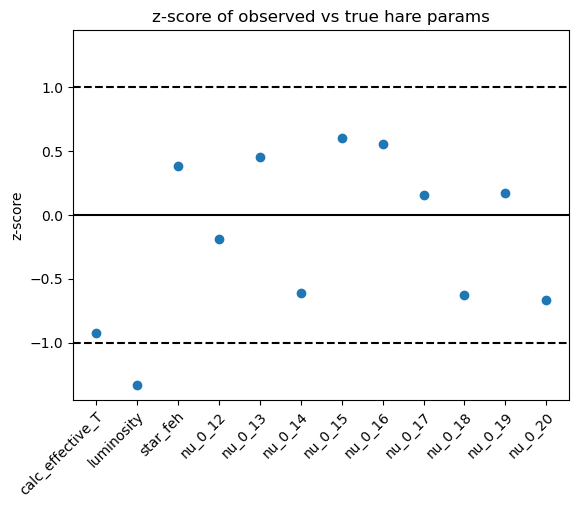 z-score of observed vs true hare params
z-score
1.0
0.5
0.0
−0.5
−1.0
calc_effective_T
luminosity
star_feh
nu_0_12
nu_0_13
nu_0_14
nu_0_15
nu_0_16
nu_0_17
nu_0_18
nu_0_19
nu_0_20